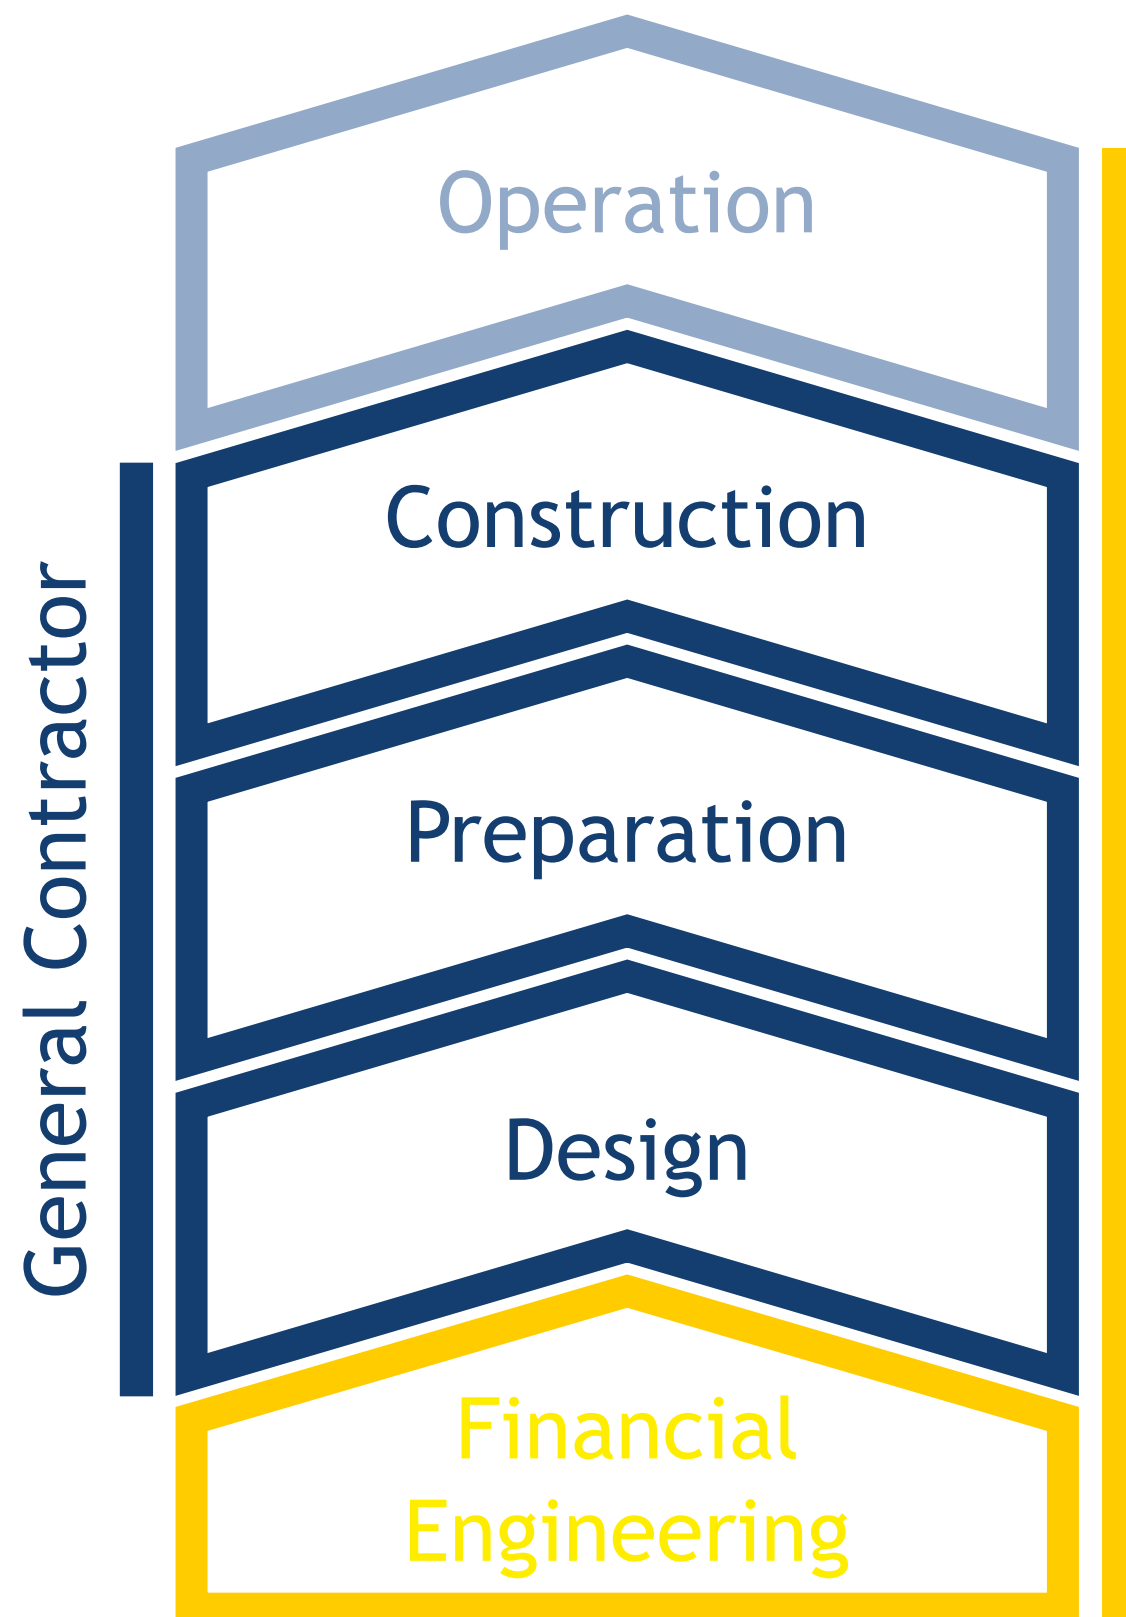 Operation
Construction
Preparation
Design
Financial
Engineering
General Contractor